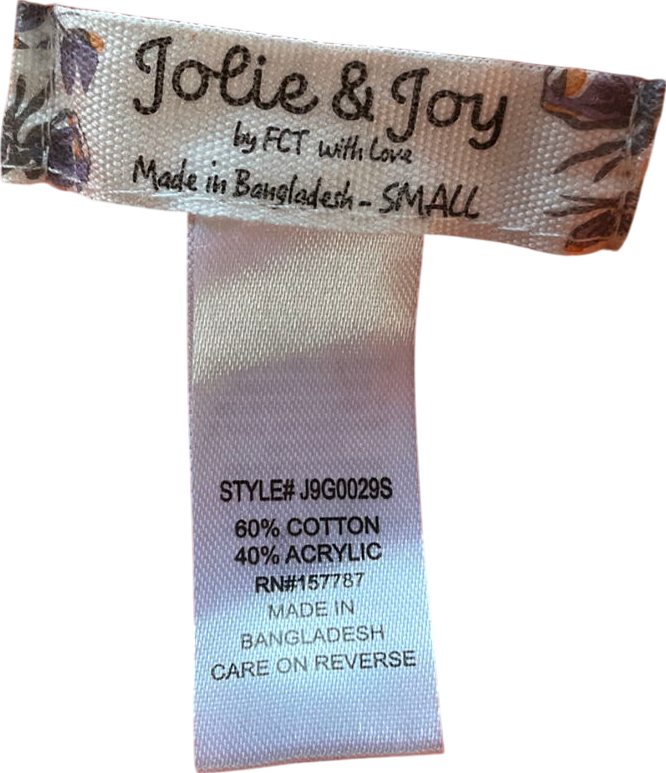 Jolie & Joy
by FCT with Love
Made in Bangladesh - SMALL
STYLE# J9G0029S
60% COTTON
40% ACRYLIC
RN#157787
MADE IN
BANGLADESH
CARE ON REVERSE